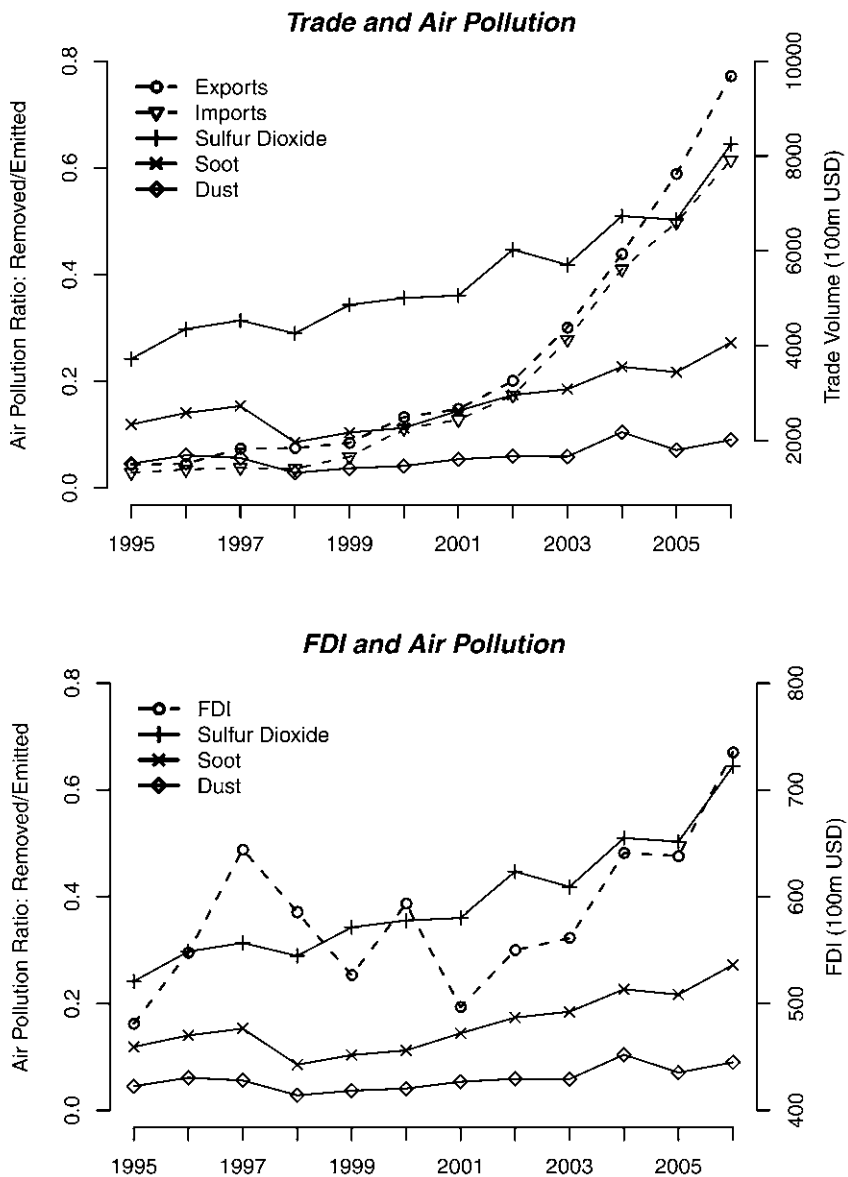 Trade and Air Pollution
Air Pollution Ratio: Removed/Emitted
0.8
0.6
0.4
0.2
0.0
Exports
Imports
Sulfur Dioxide
Soot
Dust
10000
8000
6000
4000
2000
Trade Volume (100m USD)
1995 1997 1999 2001 2003 2005
FDI and Air Pollution
Air Pollution Ratio: Removed/Emitted
0.8
0.6
0.4
0.2
0.0
FDI
Sulfur Dioxide
Soot
Dust
800
700
600
500
400
FDI (100m USD)
1995 1997 1999 2001 2003 2005